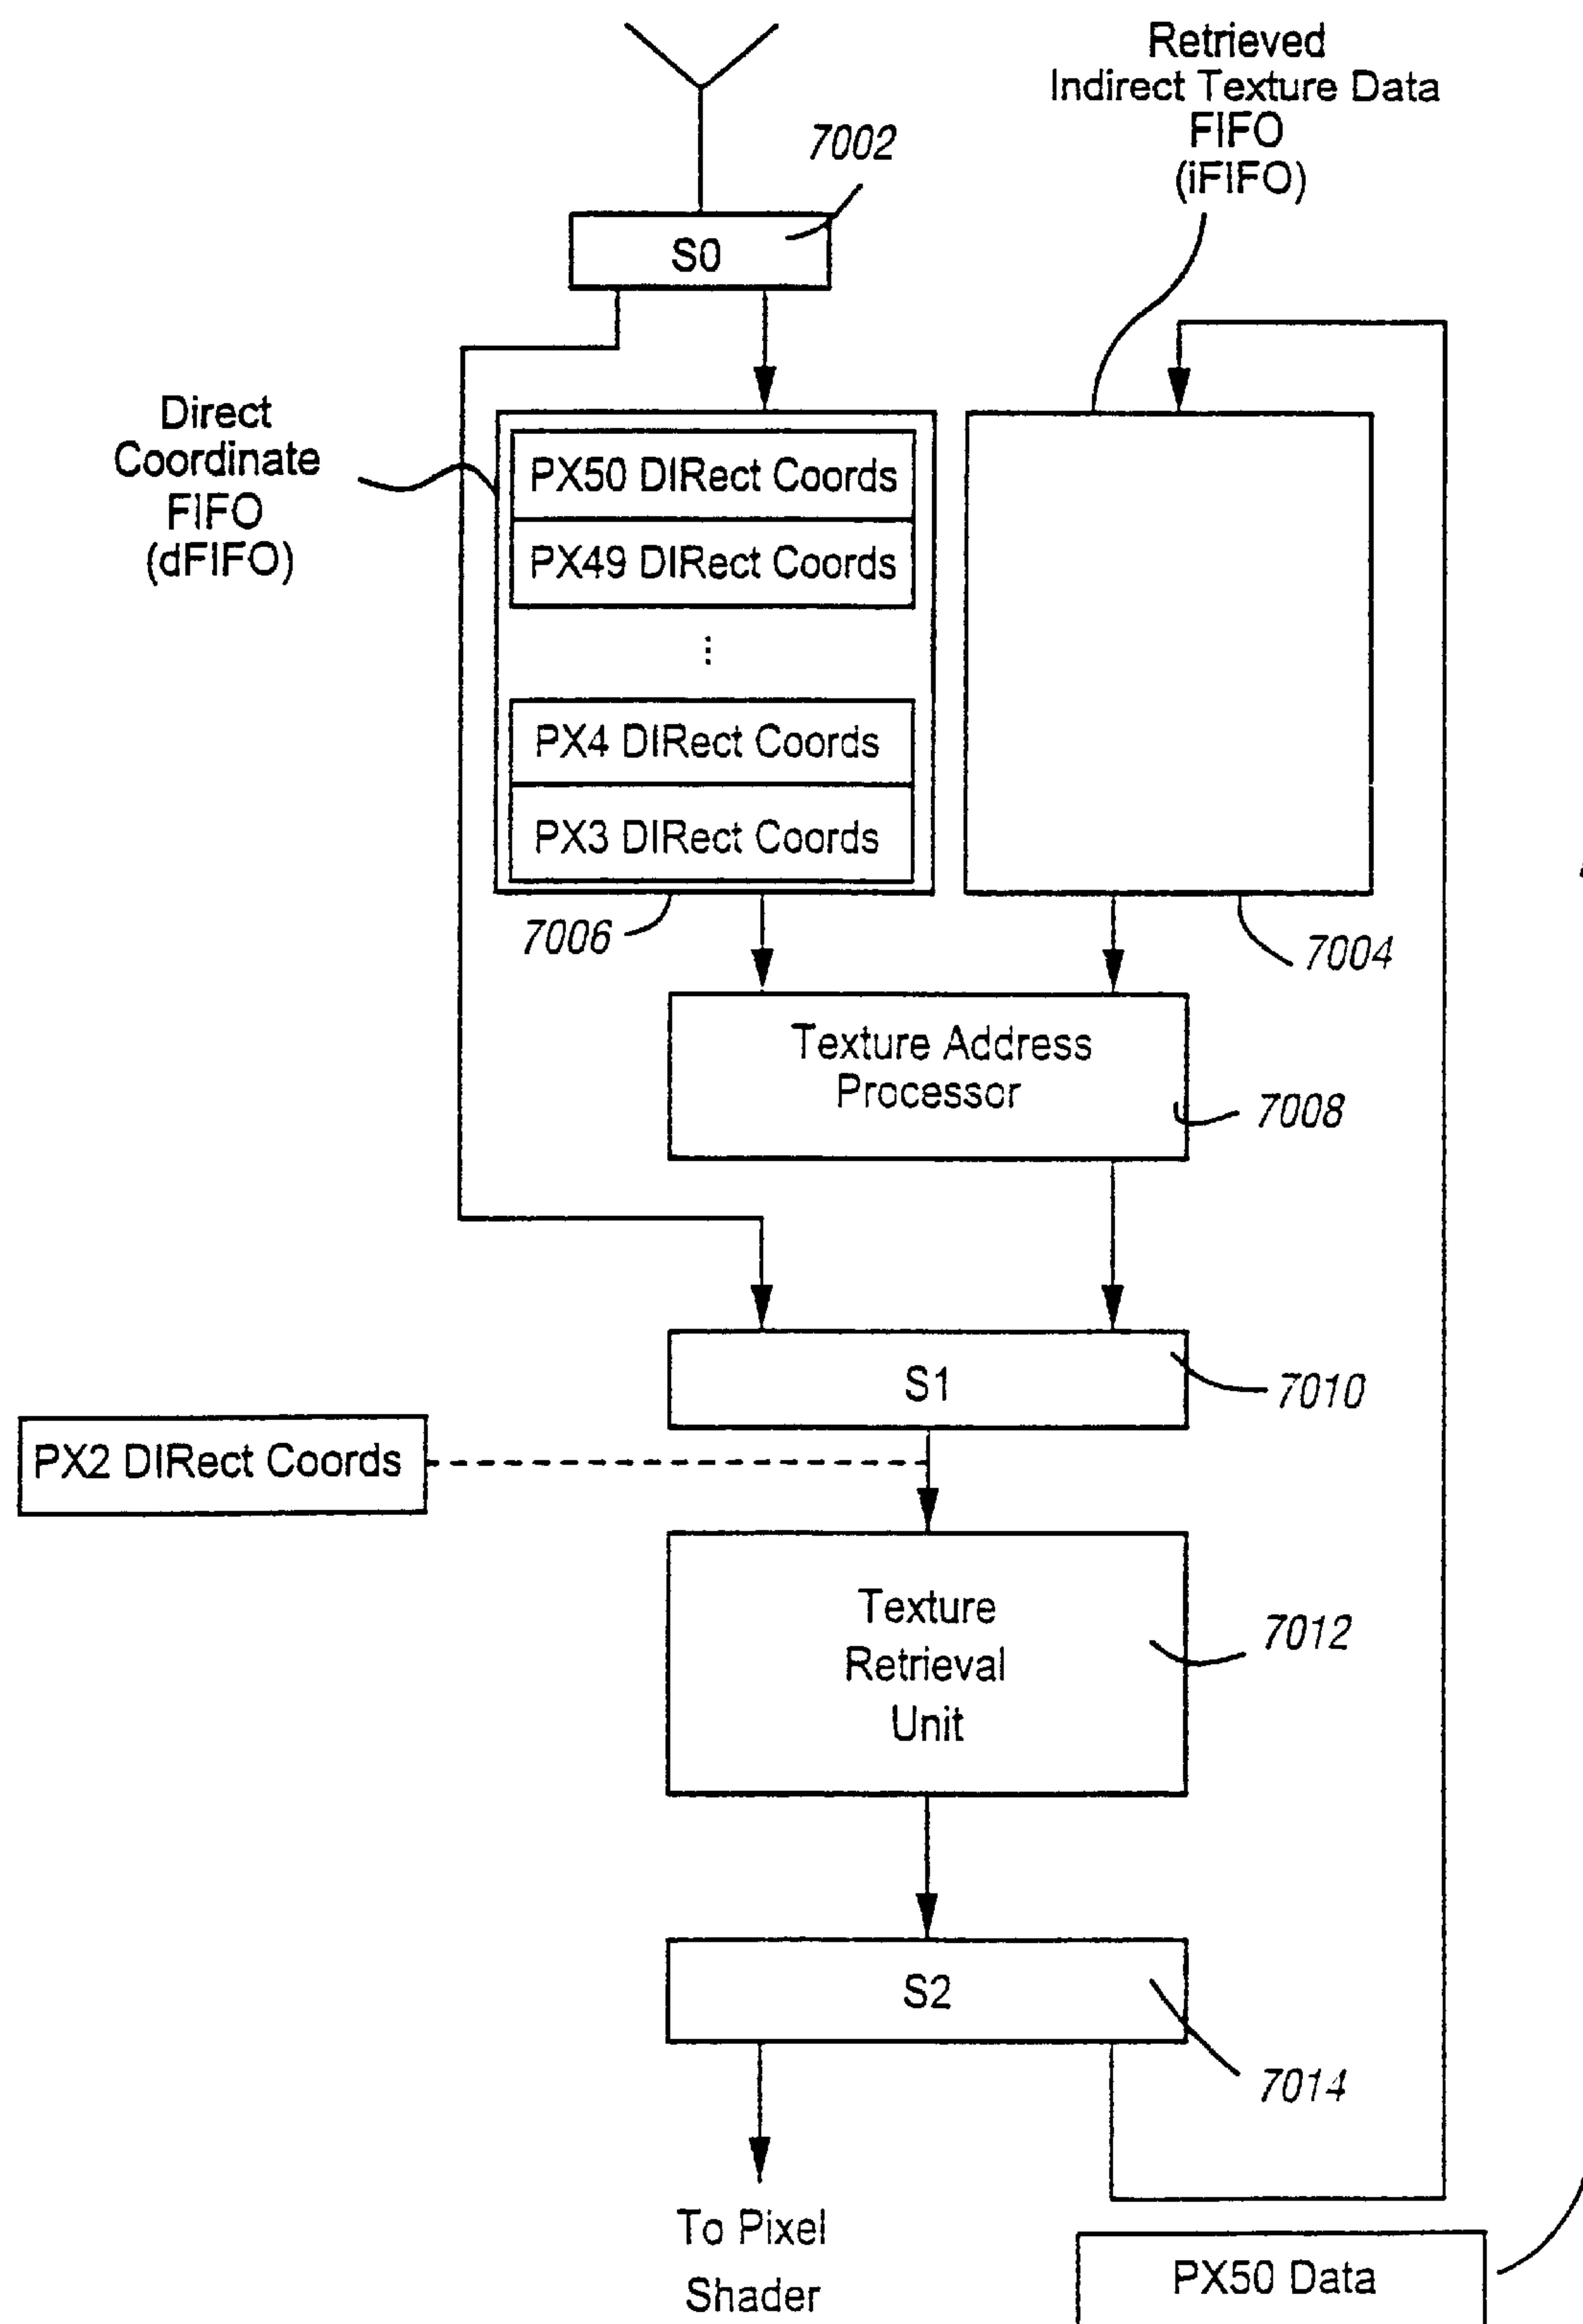 Retrieved
Indirect Texture Data
FIFO
(iFIFO)
7002
S0
Direct
Coordinate
FIFO
(dFIFO)
PX50 DIRect Coords
PX49 DIRect Coords
⋮
PX4 DIRect Coords
PX3 DIRect Coords
7006
7004
Texture Address
Processor
7008
S1
7010
PX2 DIRect Coords
Texture
Retrieval
Unit
7012
S2
7014
To Pixel
Shader
PX50 Data